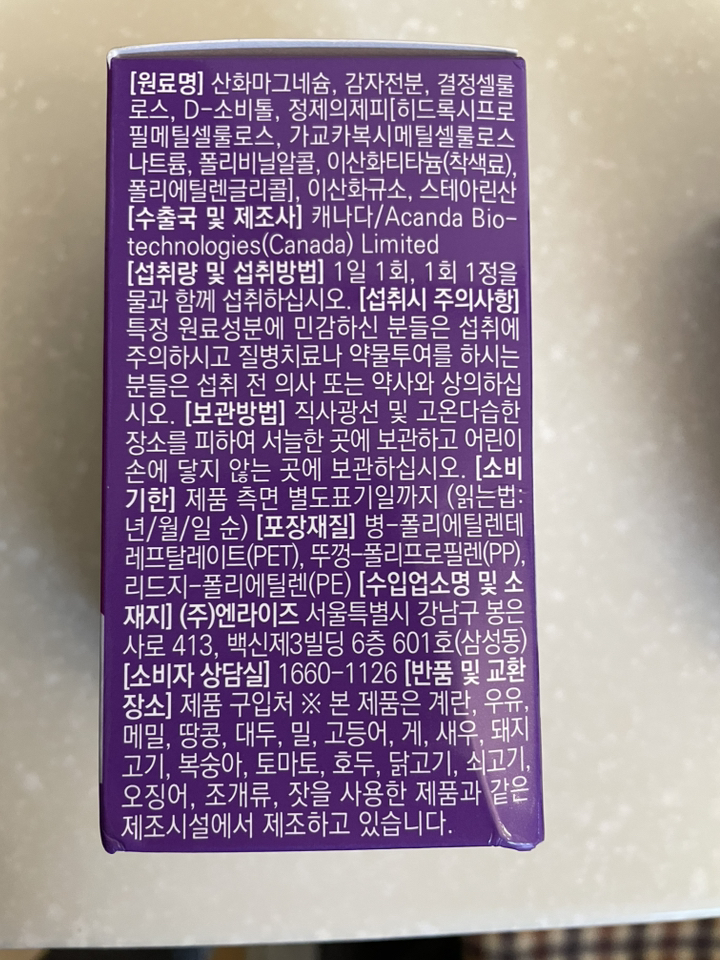 [원료명] 산화마그네슘, 감자전분, 결정셀룰
로스, D-소비톨, 정제의제피[히드록시프로
필메틸셀룰로스, 가교카복시메틸셀룰로스
나트륨, 폴리비닐알콜, 이산화티타늄(착색료),
폴리에틸렌글리콜], 이산화규소, 스테아린산
[수출국 및 제조사] 캐나다/Acanda Bio-
technologies(Canada) Limited
[섭취량 및 섭취방법] 1일 1회, 1회 1정을
물과 함께 섭취하십시오. [섭취시 주의사항]
특정 원료성분에 민감하신 분들은 섭취에
주의하시고 질병치료나 약물투여를 하시는
분들은 섭취 전 의사 또는 약사와 상의하십
시오. [보관방법] 직사광선 및 고온다습한
장소를 피하여 서늘한 곳에 보관하고 어린이
손에 닿지 않는 곳에 보관하십시오. [소비
기한] 제품 측면 별도표기일까지 (읽는법:
년/월/일 순) [포장재질] 병-폴리에틸렌테
레프탈레이트(PET), 뚜껑-폴리프로필렌(PP),
리드지-폴리에틸렌(PE) [수입업소명 및 소
재지] (주)엔라이즈 서울특별시 강남구 봉은
사로 413, 백신제3빌딩 6층 601호(삼성동)
[소비자 상담실] 1660-1126 [반품 및 교환
장소] 제품 구입처 ※ 본 제품은 계란, 우유,
메밀, 땅콩, 대두, 밀, 고등어, 게, 새우, 돼지
고기, 복숭아, 토마토, 호두, 닭고기, 쇠고기,
오징어, 조개류, 잣을 사용한 제품과 같은
제조시설에서 제조하고 있습니다.